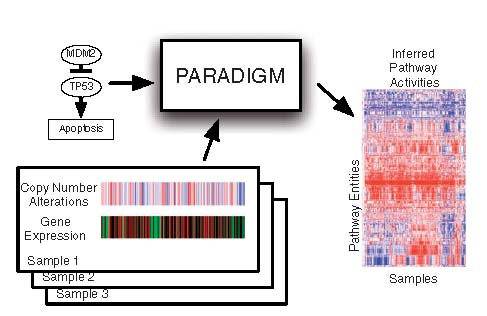 MDM2
TP53
Apoptosis
PARADIGM
Inferred
Pathway
Activities
Pathway Entities
Samples
Copy Number
Alterations
Gene
Expression
Sample 1
Sample 2
Sample 3